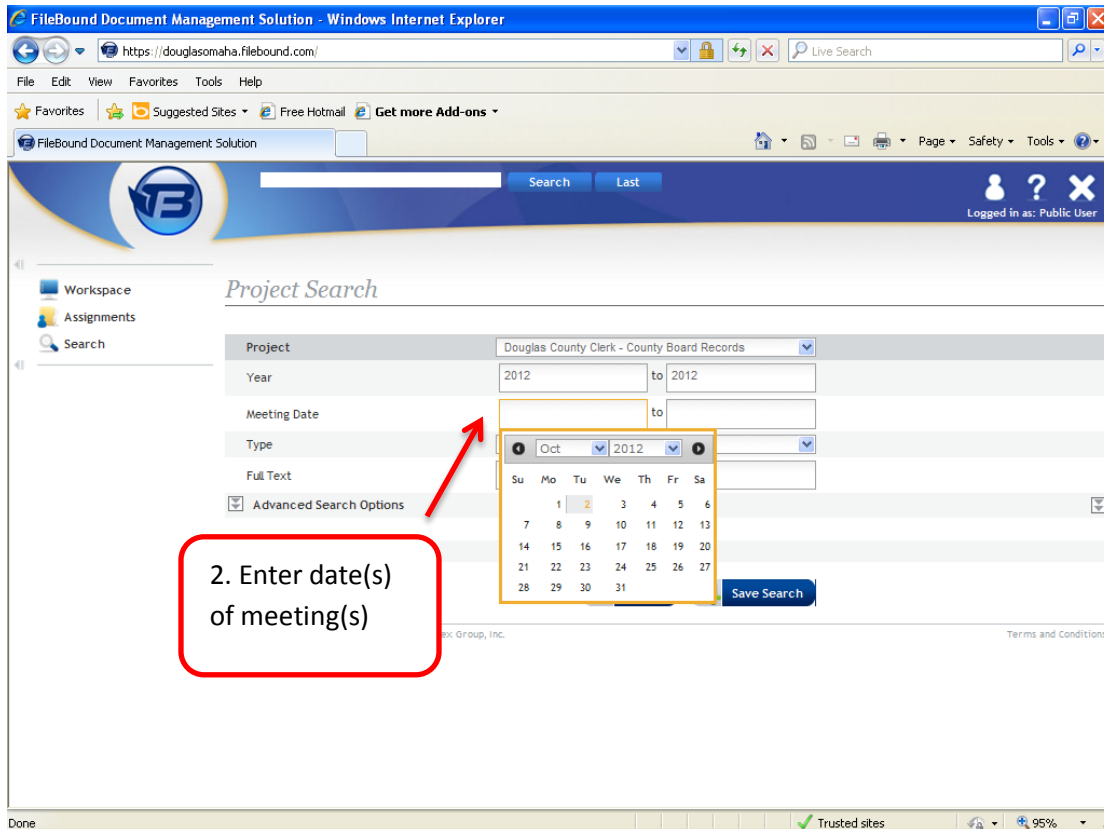 FileBound Document Management Solution - Windows Internet Explorer
https://douglasomaha.filebound.com/
Live Search
File Edit View Favorites Tools Help
Favorites Suggested Sites Free Hotmail Get more Add-ons
FileBound Document Management Solution
Page Safety Tools
Search Last
Logged in as: Public User
Workspace
Assignments
Search
Project Search
Project Douglas County Clerk - County Board Records
Year 2012 to 2012
Meeting Date to
Type
Full Text
Advanced Search Options
Oct 2012
Su Mo Tu We Th Fr Sa
1 2 3 4 5 6
7 8 9 10 11 12 13
14 15 16 17 18 19 20
21 22 23 24 25 26 27
28 29 30 31
2. Enter date(s)
of meeting(s)
Save Search
Group, Inc.
Terms and Conditions
Done Trusted sites 95%